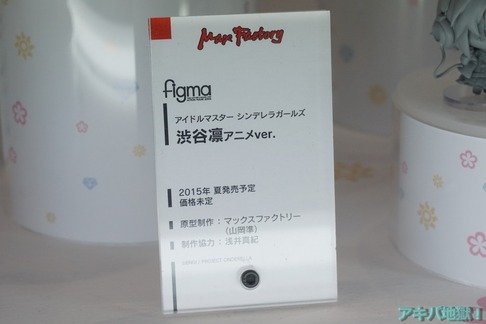 Max Factory
figma
アイドルマスター シンデレラガールズ
渋谷凛アニメver.
2015年 夏発売予定
価格未定
原型制作：マックスファクトリー
（山岡準）
制作協力：浅井真紀
アキバ地獄！